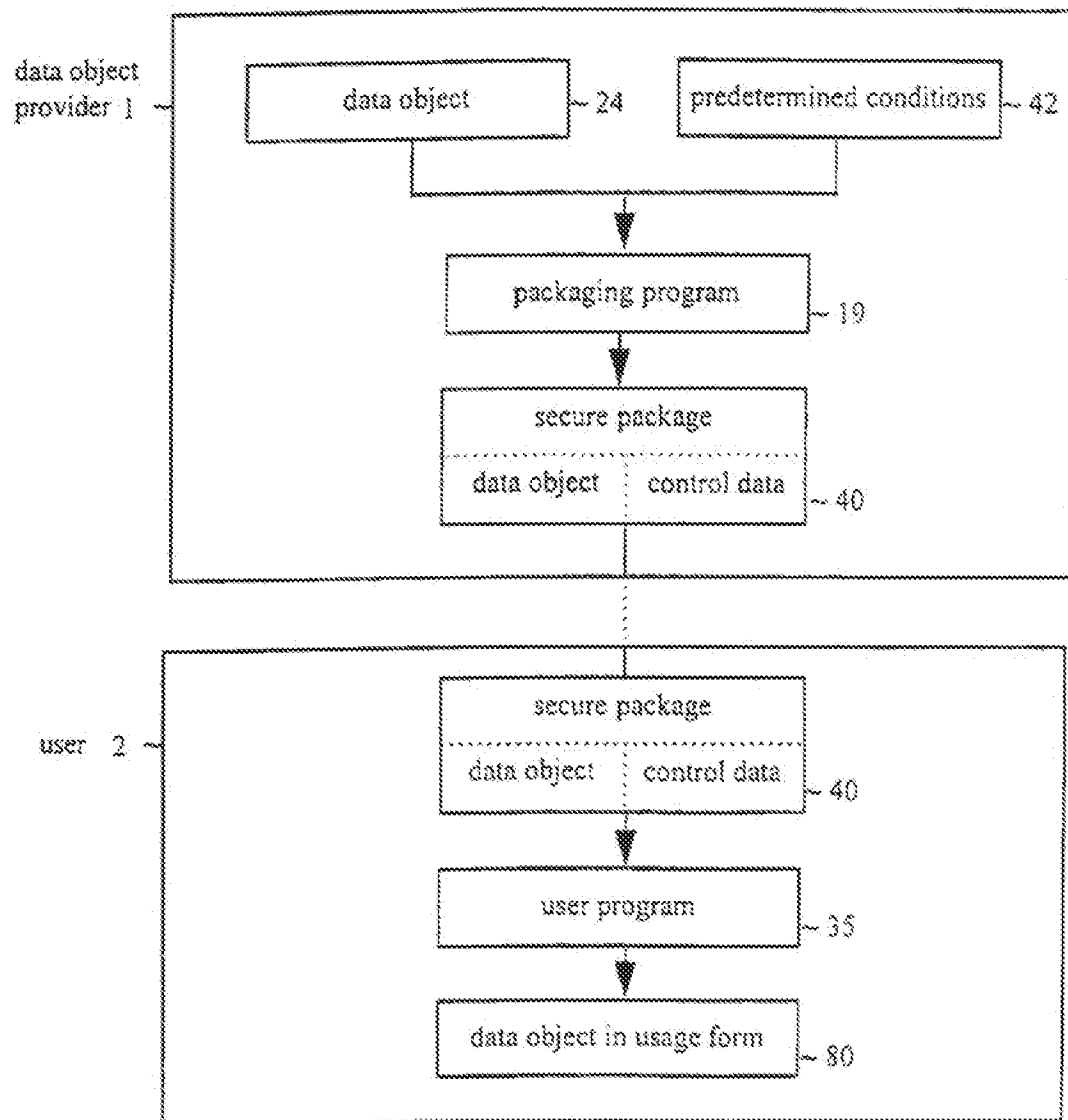 data object
provider 1 ~
data object ~ 24
predetermined conditions ~ 42
packaging program ~ 19
secure package
data object control data ~ 40
user 2 ~
secure package
data object control data ~ 40
user program ~ 35
data object in usage form ~ 80